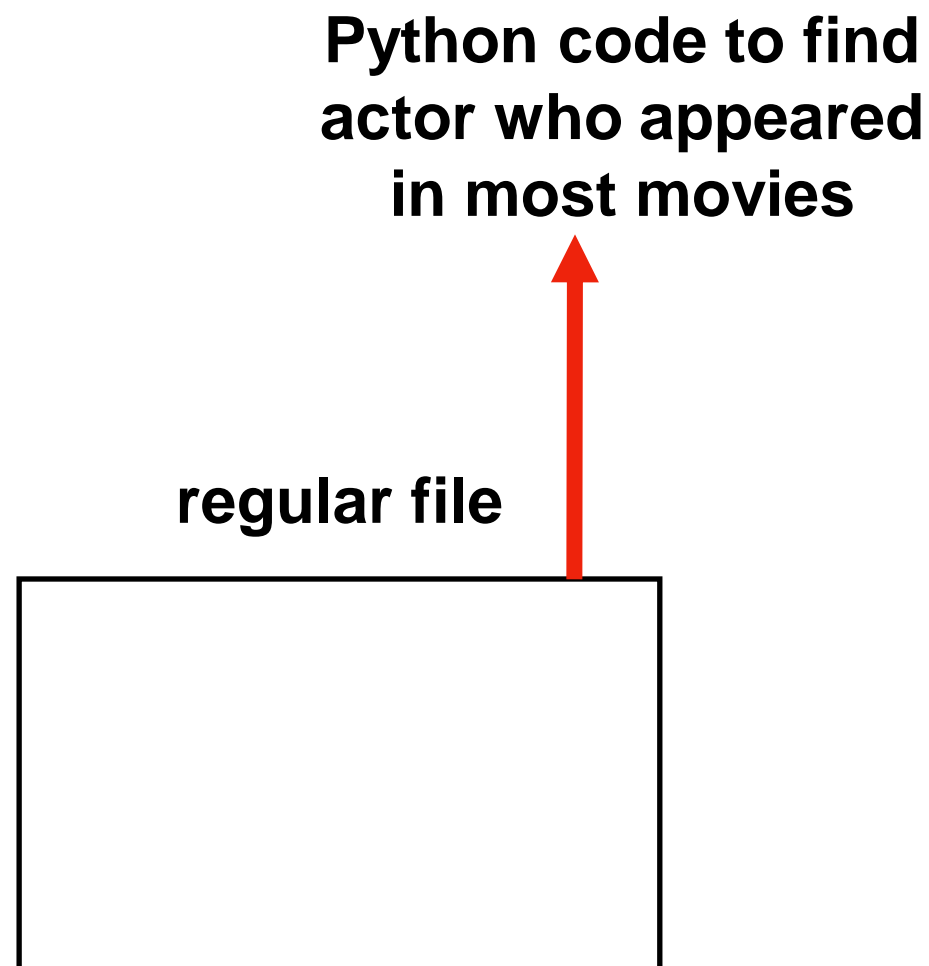 Python code to find
actor who appeared
in most movies
regular file